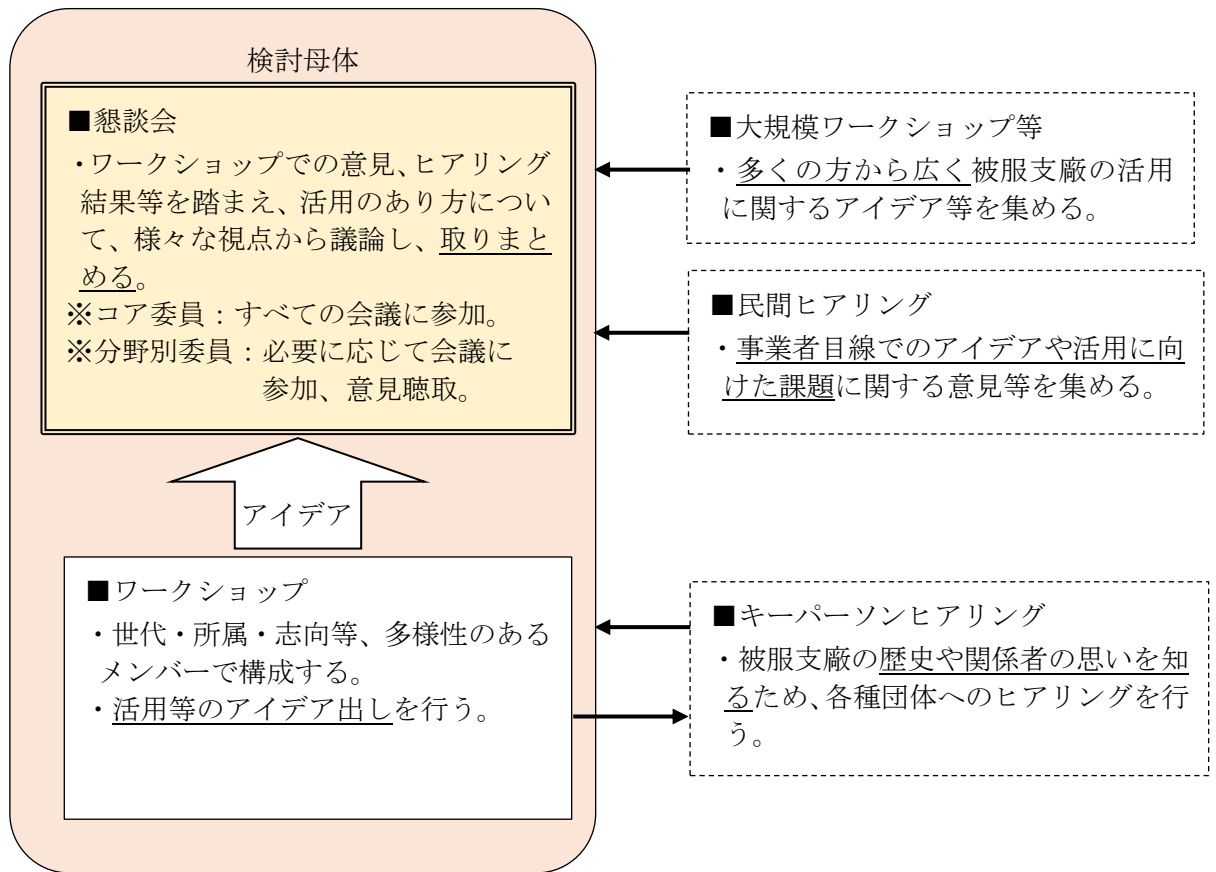 検討母体
■懇談会
・ワークショップでの意見、ヒアリング
結果等を踏まえ、活用のあり方につい
て、様々な視点から議論し、取りまと
める。
※コア委員：すべての会議に参加。
※分野別委員：必要に応じて会議に
参加、意見聴取。
アイデア
■ワークショップ
・世代・所属・志向等、多様性のある
メンバーで構成する。
・活用等のアイデア出しを行う。
■大規模ワークショップ等
・多くの方から広く被服支廠の活用
に関するアイデア等を集める。
■民間ヒアリング
・事業者目線でのアイデアや活用に向
けた課題に関する意見等を集める。
■キーパーソンヒアリング
・被服支廠の歴史や関係者の思いを知
るため、各種団体へのヒアリングを行
う。